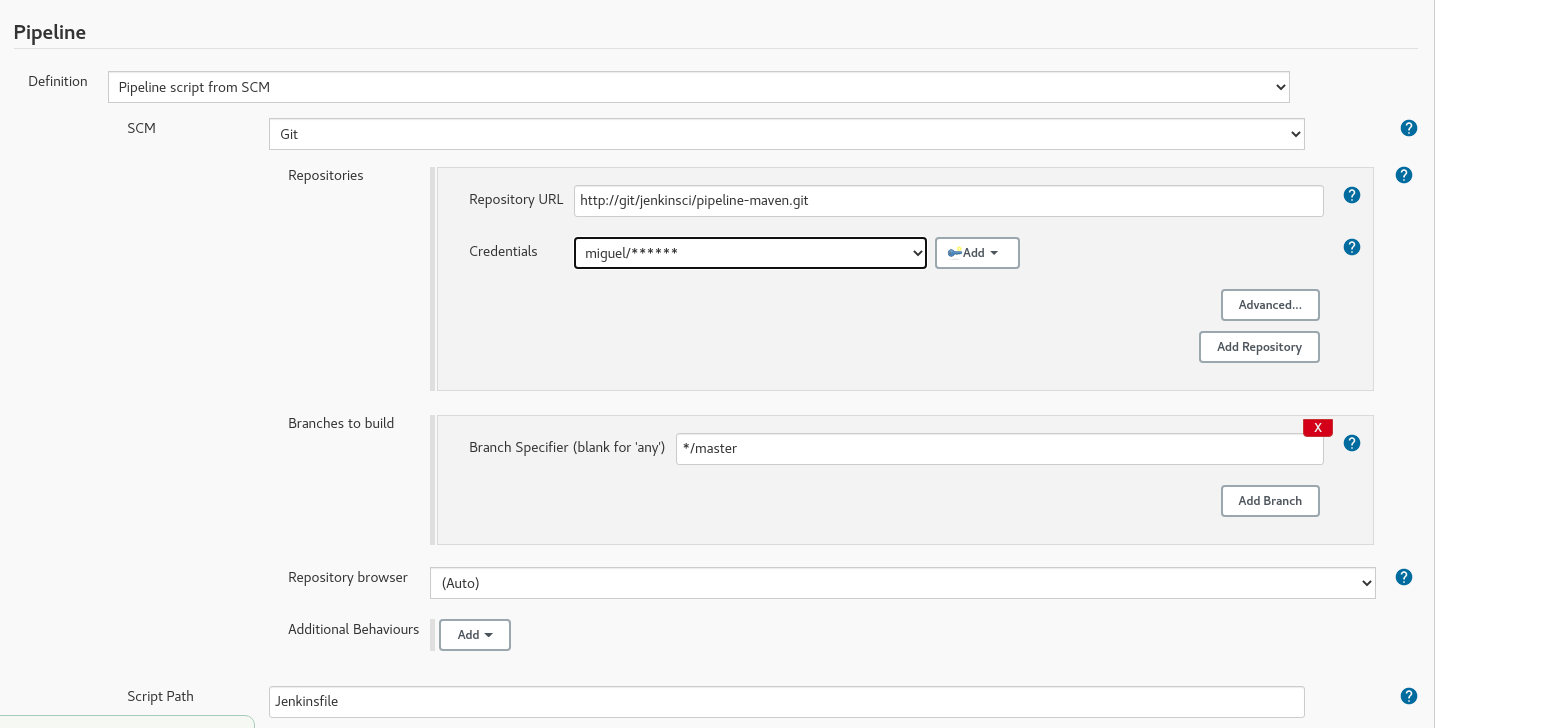 Pipeline
Definition
Pipeline script from SCM
SCM
Git
?
Repositories
?
Repository URL
http://git/jenkinsci/pipeline-maven.git
?
Credentials
miguel/******
Add
?
Advanced...
Add Repository
Branches to build
X
Branch Specifier (blank for 'any')
*/master
?
Add Branch
Repository browser
(Auto)
?
Additional Behaviours
Add
Script Path
Jenkinsfile
?